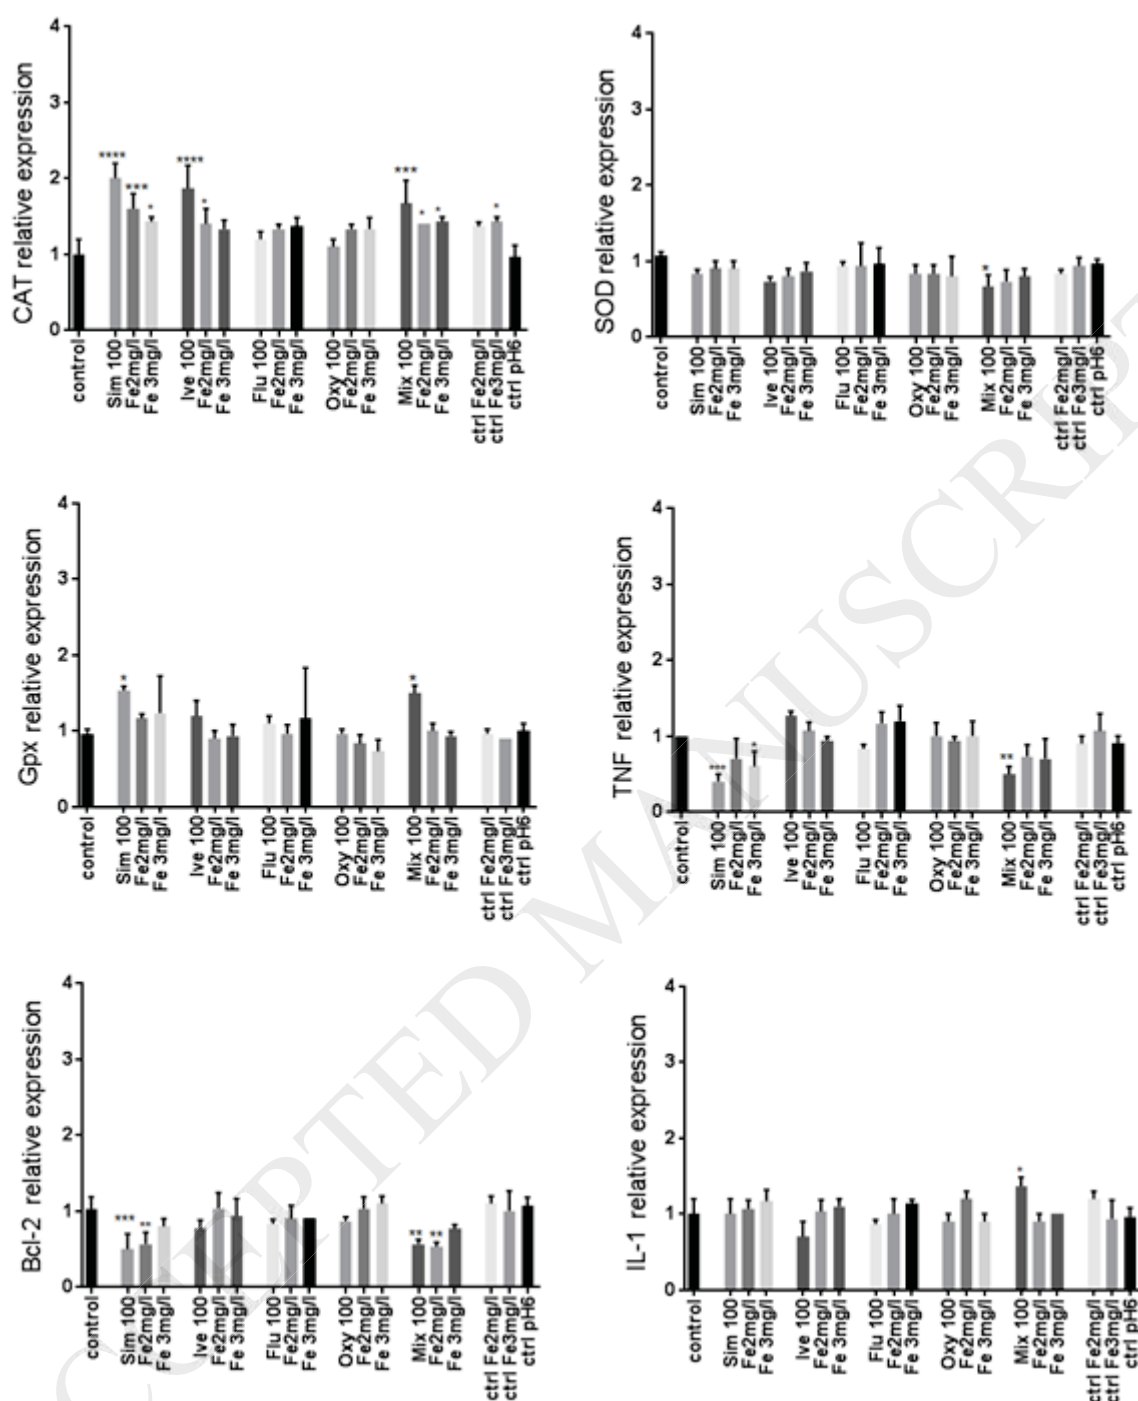 CAT relative expression
4
3
2
1
0
**** *** * **** * *** * * *
control Sim 100 Fe2mg/l Fe 3mg/l Ive 100 Fe2mg/l Fe 3mg/l Flu 100 Fe2mg/l Fe 3mg/l Oxy 100 Fe2mg/l Fe 3mg/l Mix 100 Fe2mg/l Fe 3mg/l ctrl Fe2mg/l ctrl Fe3mg/l ctrl pH6
SOD relative expression
4
3
2
1
0
*
control Sim 100 Fe2mg/l Fe 3mg/l Ive 100 Fe2mg/l Fe 3mg/l Flu 100 Fe2mg/l Fe 3mg/l Oxy 100 Fe2mg/l Fe 3mg/l Mix 100 Fe2mg/l Fe 3mg/l ctrl Fe2mg/l ctrl Fe3mg/l ctrl pH6
Gpx relative expression
4
3
2
1
0
* *
control Sim 100 Fe2mg/l Fe 3mg/l Ive 100 Fe2mg/l Fe 3mg/l Flu 100 Fe2mg/l Fe 3mg/l Oxy 100 Fe2mg/l Fe 3mg/l Mix 100 Fe2mg/l Fe 3mg/l ctrl Fe2mg/l ctrl Fe3mg/l ctrl pH6
TNF relative expression
4
3
2
1
0
*** * **
control Sim 100 Fe2mg/l Fe 3mg/l Ive 100 Fe2mg/l Fe 3mg/l Flu 100 Fe2mg/l Fe 3mg/l Oxy 100 Fe2mg/l Fe 3mg/l Mix 100 Fe2mg/l Fe 3mg/l ctrl Fe2mg/l ctrl Fe3mg/l ctrl pH6
Bcl-2 relative expression
4
3
2
1
0
*** ** ** **
control Sim 100 Fe2mg/l Fe 3mg/l Ive 100 Fe2mg/l Fe 3mg/l Flu 100 Fe2mg/l Fe 3mg/l Oxy 100 Fe2mg/l Fe 3mg/l Mix 100 Fe2mg/l Fe 3mg/l ctrl Fe2mg/l ctrl Fe3mg/l ctrl pH6
IL-1 relative expression
4
3
2
1
0
*
control Sim 100 Fe2mg/l Fe 3mg/l Ive 100 Fe2mg/l Fe 3mg/l Flu 100 Fe2mg/l Fe 3mg/l Oxy 100 Fe2mg/l Fe 3mg/l Mix 100 Fe2mg/l Fe 3mg/l ctrl Fe2mg/l ctrl Fe3mg/l ctrl pH6
CEPTED MANUSCRIPT